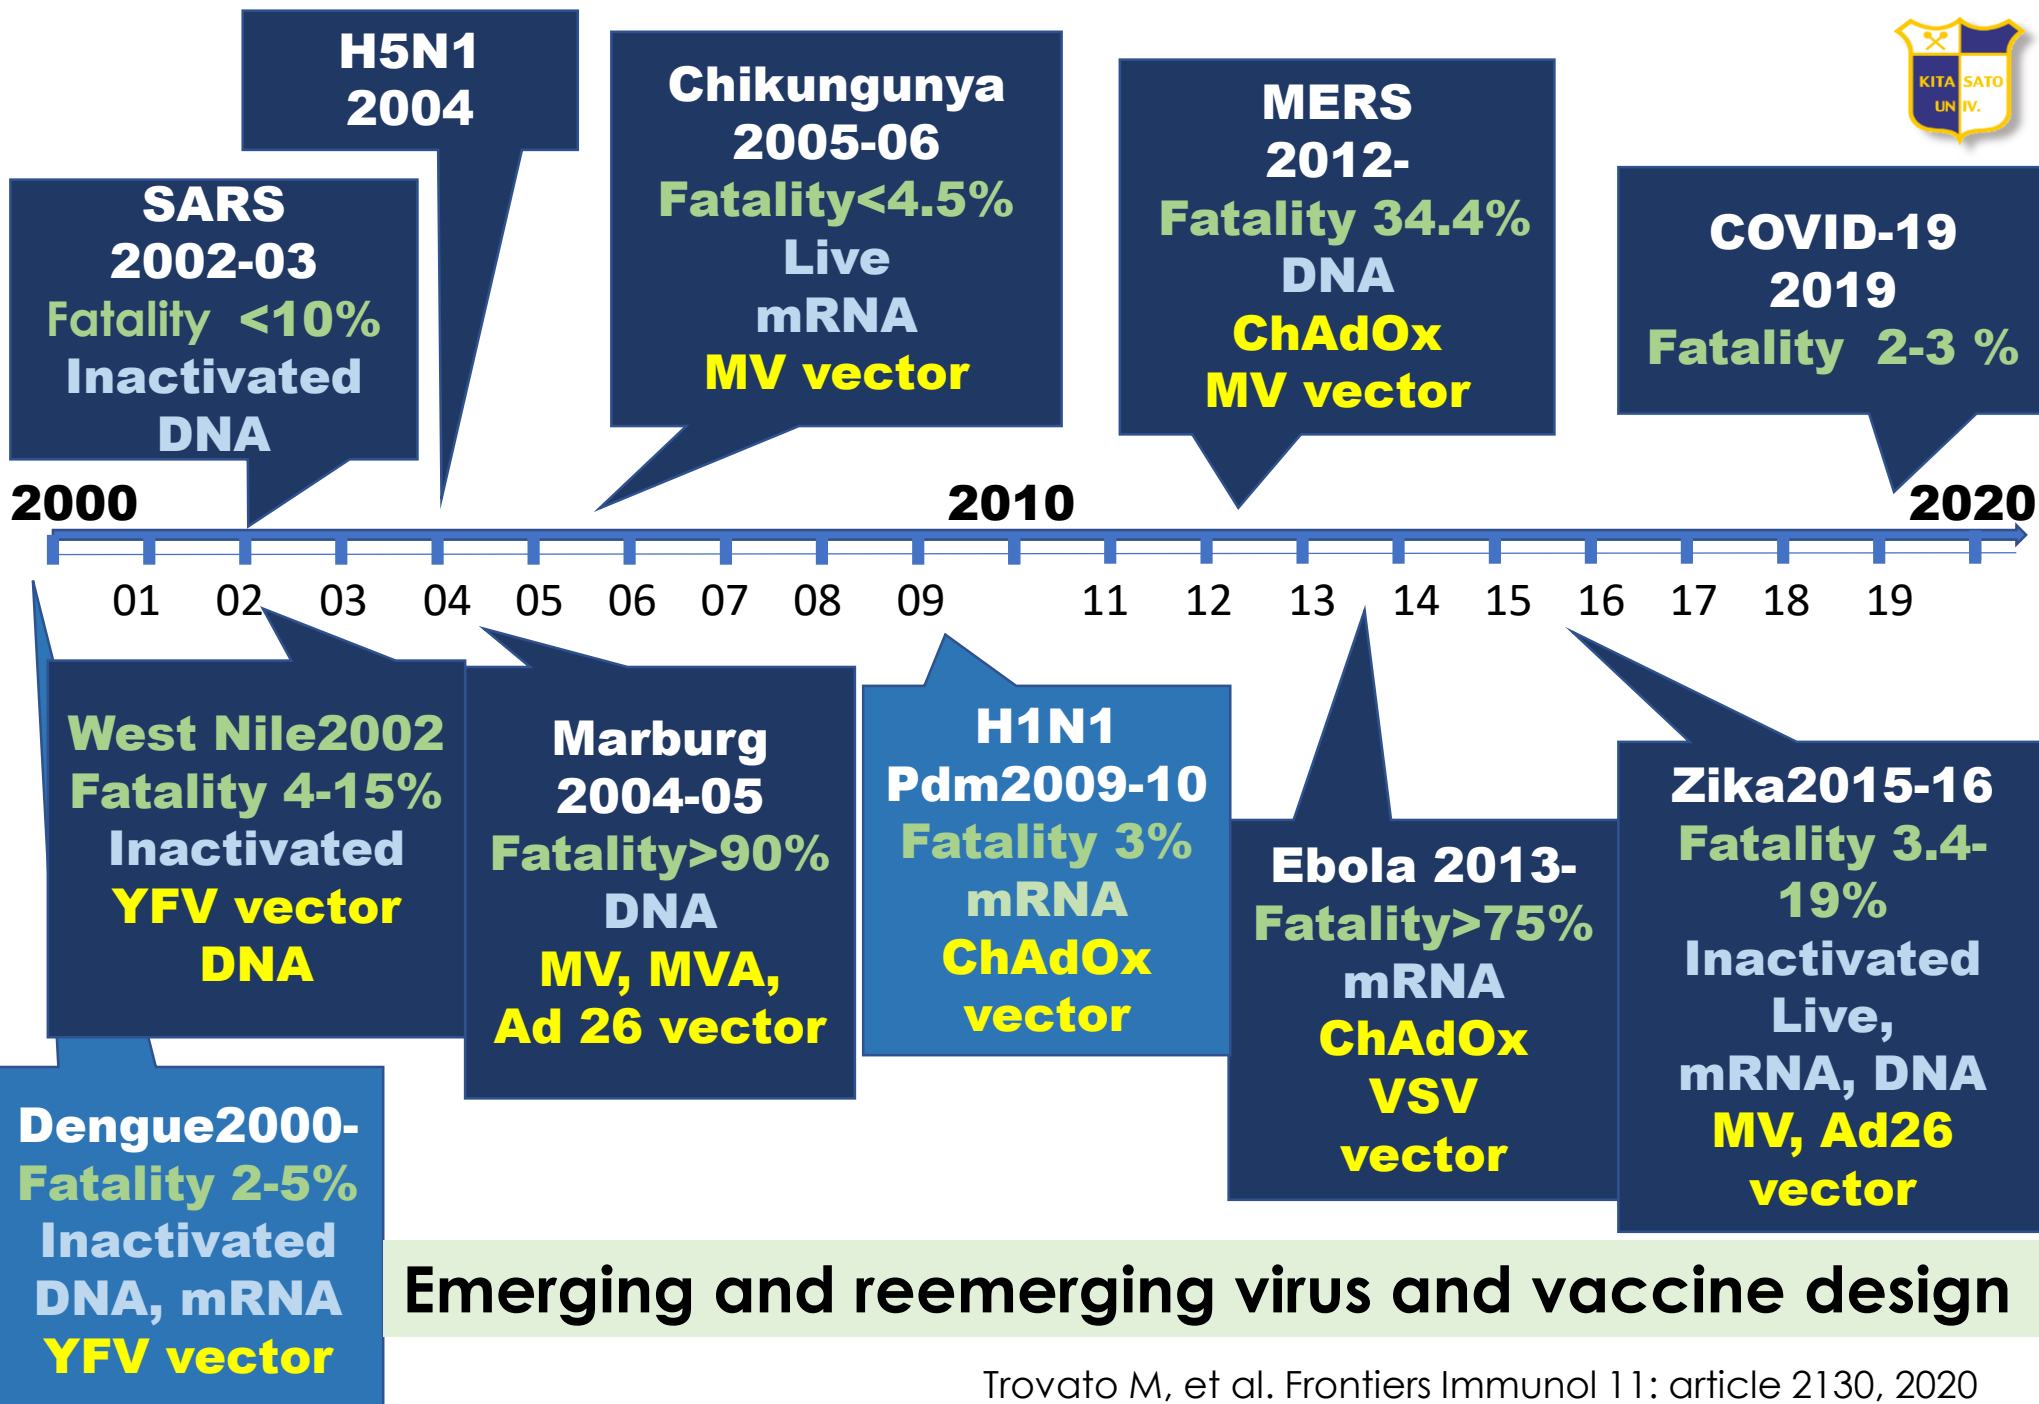 H5N1
2004
KITA SATO
UN IV.
Chikungunya
2005-06
Fatality<4.5%
Live
mRNA
MV vector
MERS
2012-
Fatality 34.4%
DNA
ChAdOx
MV vector
SARS
2002-03
Fatality <10%
Inactivated
DNA
COVID-19
2019
Fatality 2-3 %
2000 2010 2020
01 02 03 04 05 06 07 08 09 11 12 13 14 15 16 17 18 19
West Nile2002
Fatality 4-15%
Inactivated
YFV vector
DNA
Marburg
2004-05
Fatality>90%
DNA
MV, MVA,
Ad 26 vector
H1N1
Pdm2009-10
Fatality 3%
mRNA
ChAdOx
vector
Ebola 2013-
Fatality>75%
mRNA
ChAdOx
VSV
vector
Zika2015-16
Fatality 3.4-
19%
Inactivated
Live,
mRNA, DNA
MV, Ad26
vector
Dengue2000-
Fatality 2-5%
Inactivated
DNA, mRNA
YFV vector
Emerging and reemerging virus and vaccine design
Trovato M, et al. Frontiers Immunol 11: article 2130, 2020